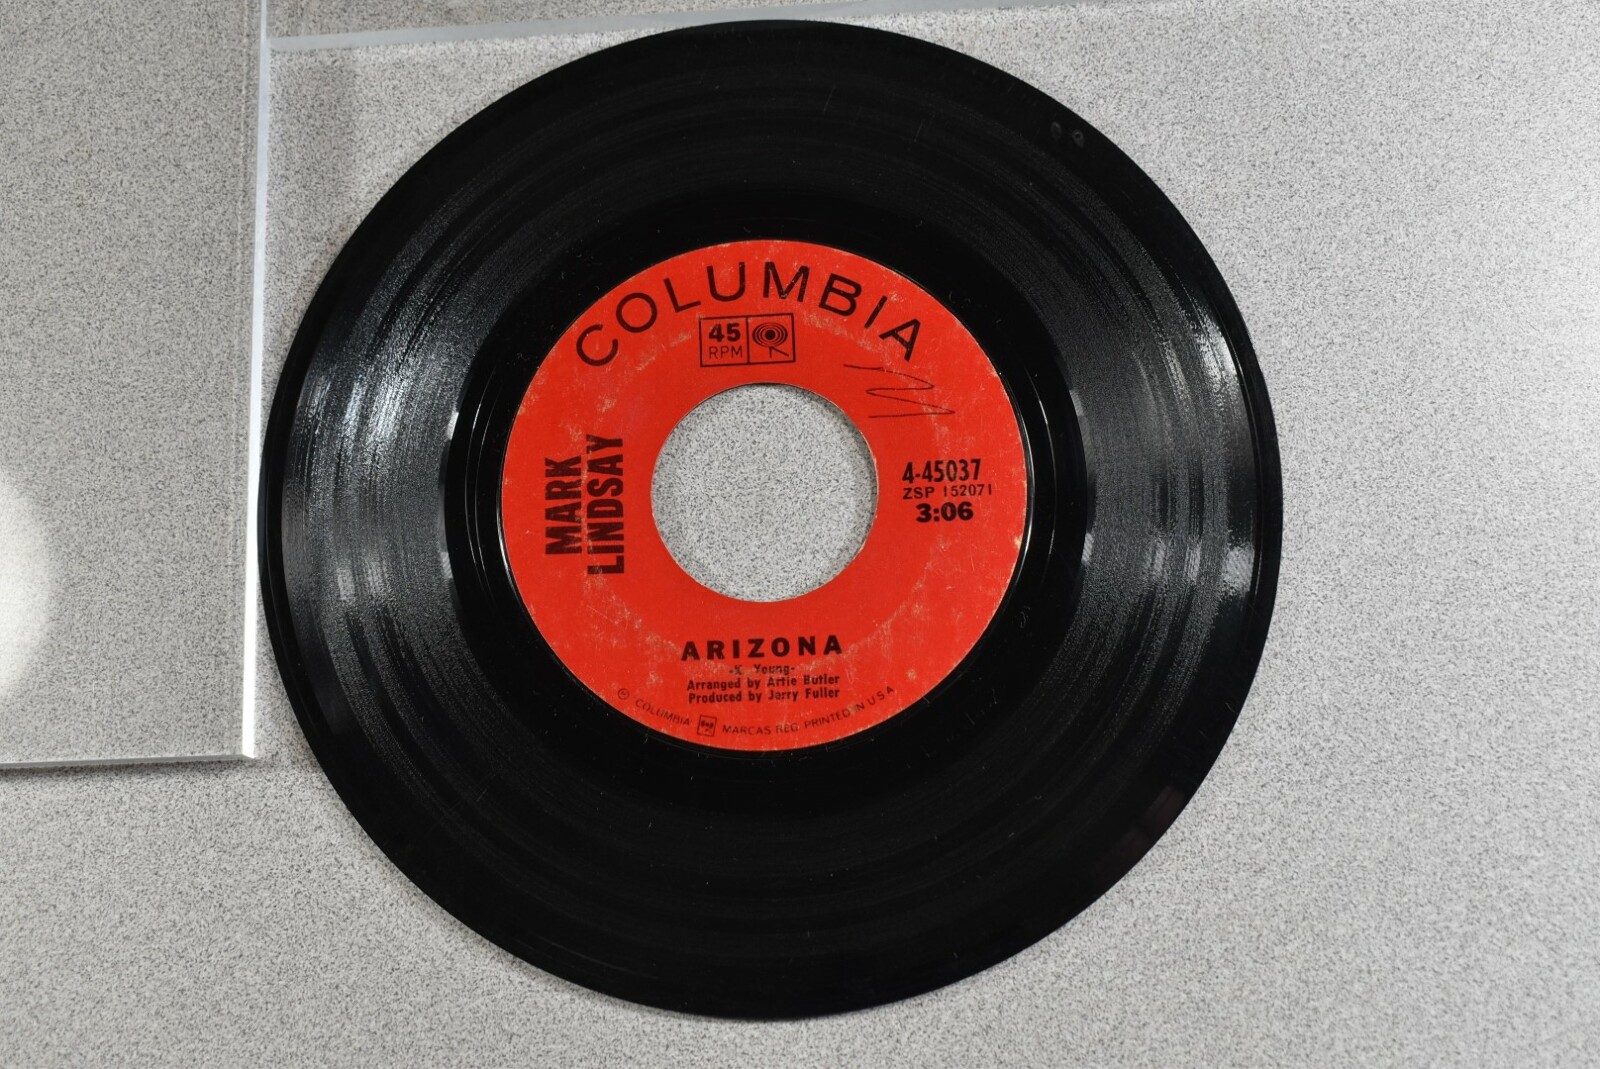 COLUMBIA
45
RPM
MARK
LINDSAY
4-45037
ZSP 152071
3:06
ARIZONA
-K. Young-
Arranged by Artie Butler
Produced by Jerry Fuller
COLUMBIA MARCAS REG. PRINTED IN U S A